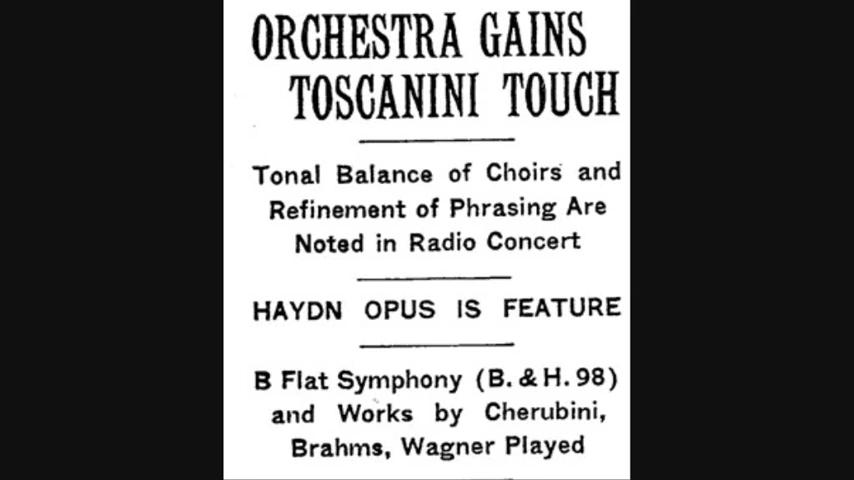 ORCHESTRA GAINS
TOSCANINI TOUCH
Tonal Balance of Choirs and
Refinement of Phrasing Are
Noted in Radio Concert
HAYDN OPUS IS FEATURE
B Flat Symphony (B. & H. 98)
and Works by Cherubini,
Brahms, Wagner Played